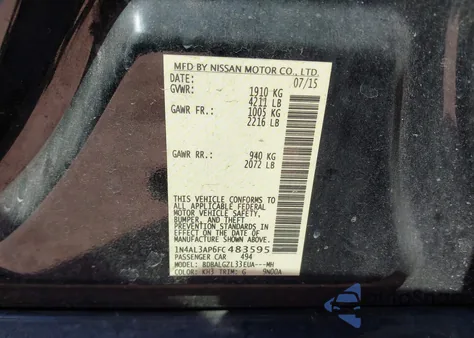 MFD BY NISSAN MOTOR CO., LTD.
DATE: 07/15
GVWR: 1910 KG
4211 LB
GAWR FR: 1005 KG
2216 LB
GAWR RR: 940 KG
2072 LB
THIS VEHICLE CONFORMS TO
ALL APPLICABLE FEDERAL
MOTOR VEHICLE SAFETY,
BUMPER, AND THEFT
PREVENTION STANDARDS IN
EFFECT ON THE DATE OF
MANUFACTURE SHOWN ABOVE.
1N4AL3AP6FC483595
PASSENGER CAR 494
MODEL: BDBALGZL33EUA---MH
COLOR: KH3 TRIM: G